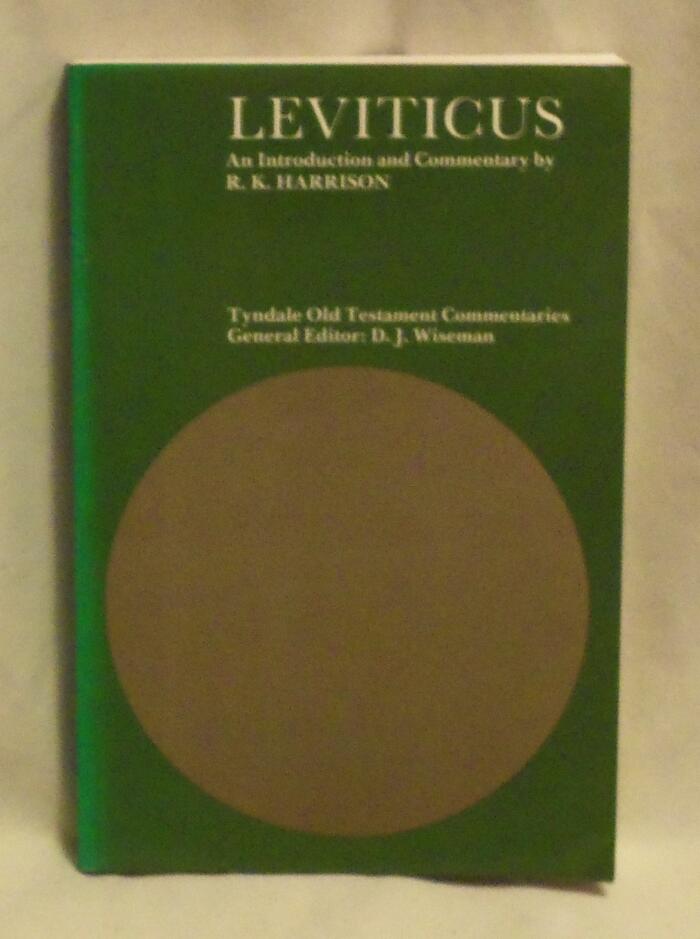 LEVITICUS
An Introduction and Commentary by
R. K. HARRISON
Tyndale Old Testament Commentaries
General Editor: D. J. Wiseman